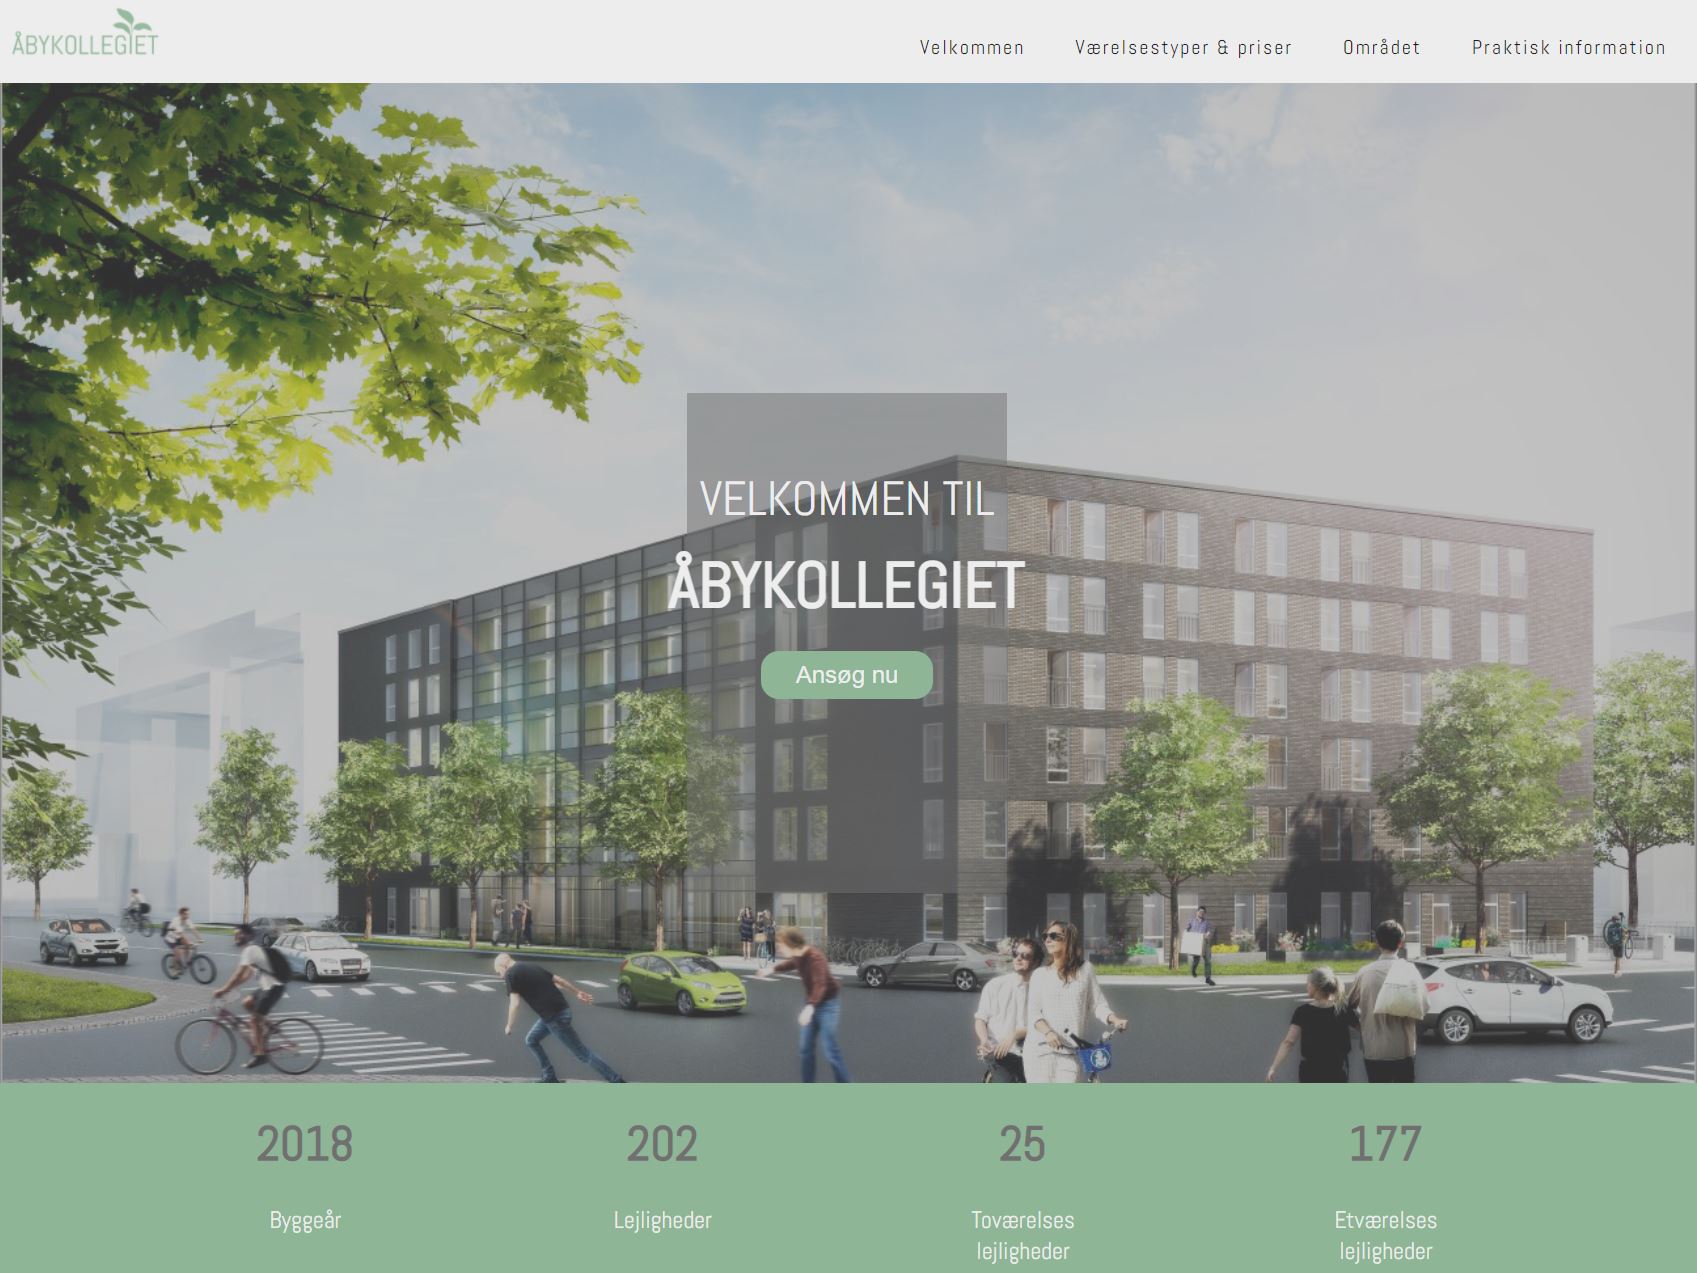 ÅBYKOLLEGIET
Velkommen
Værelsestyper & priser
Området
Praktisk information
VELKOMMEN TIL
ÅBYKOLLEGIET
Ansøg nu
2018
Byggeår
202
Lejligheder
25
Toværelses
lejligheder
177
Etværelses
lejligheder